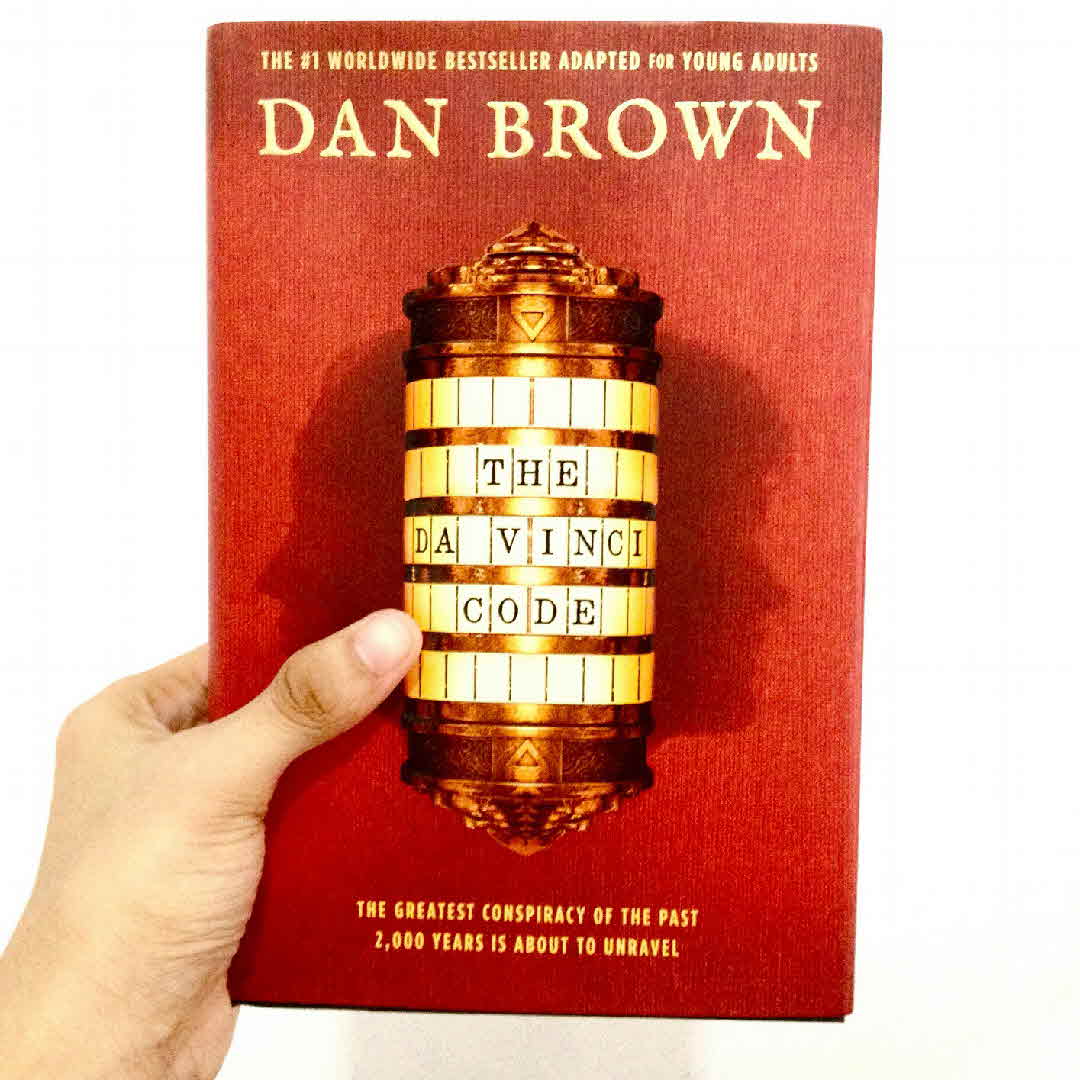 THE #1 WORLDWIDE BESTSELLER ADAPTED FOR YOUNG ADULTS
DAN BROWN
THE
DA VINCI
CODE
THE GREATEST CONSPIRACY OF THE PAST
2,000 YEARS IS ABOUT TO UNRAVEL